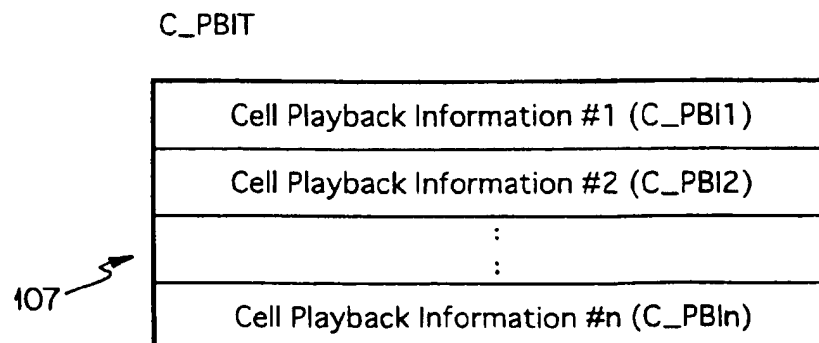 C_PBIT
Cell Playback Information #1 (C_PBI1)
Cell Playback Information #2 (C_PBI2)
:
:
107
Cell Playback Information #n (C_PBIn)